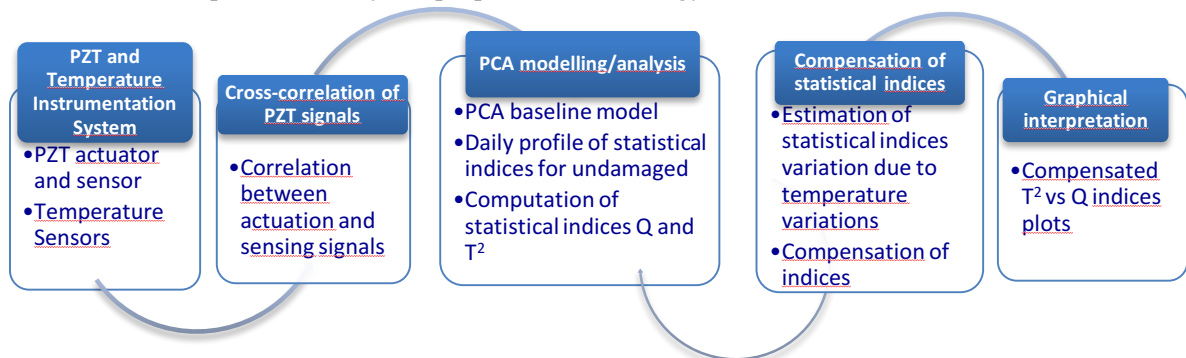 PZT and
Temperature
Instrumentation
System
•PZT actuator
and sensor
•Temperature
Sensors
Cross-correlation of
PZT signals
•Correlation
between
actuation and
sensing signals
PCA modelling/analysis
•PCA baseline model
•Daily profile of statistical
indices for undamaged
•Computation of
statistical indices Q and
T²
Compensation of
statistical indices
•Estimation of
statistical indices
variation due to
temperature
variations
•Compensation of
indices
Graphical
interpretation
•Compensated
T² vs Q indices
plots